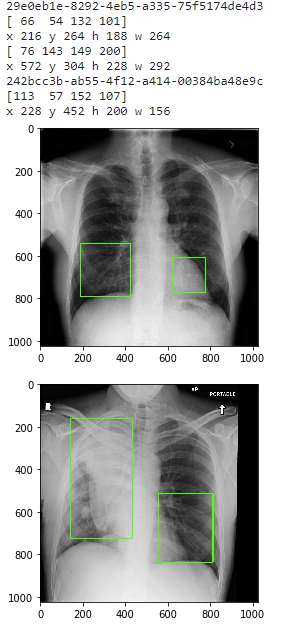 29e0eb1e-8292-4eb5-a335-75f5174de4d3
[ 66  54 132 101]
x 216 y 264 h 188 w 264
[ 76 143 149 200]
x 572 y 304 h 228 w 292
242bcc3b-ab55-4f12-a414-00384ba48e9c
[113  57 152 107]
x 228 y 452 h 200 w 156
0
200
400
600
800
1000
0 200 400 600 800 1000
0
R PORTABLE
200
400
600
800
1000
0 200 400 600 800 1000